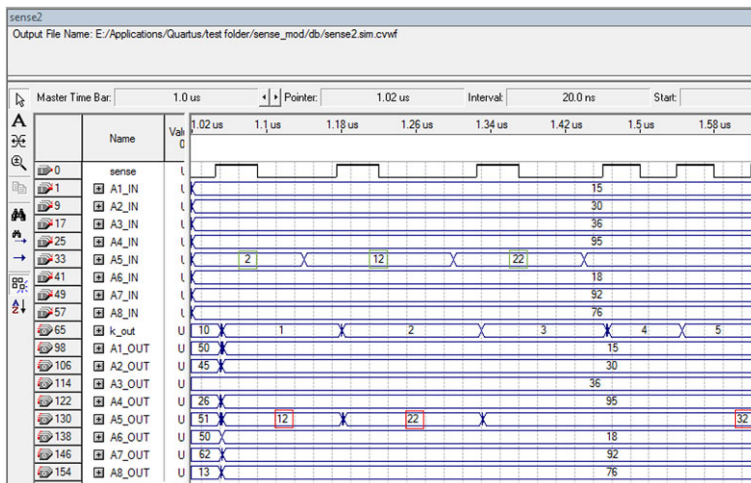 sense2
Output File Name: E:/Applications/Quartus/test folder/sense_mod/db/sense2.sim.cvwf
Master Time Bar: 1.0 us Pointer: 1.02 us Interval: 20.0 ns Start:
Name 1.02 us 1.1 us 1.18 us 1.26 us 1.34 us 1.42 us 1.5 us 1.58 us
0 sense U
1 A1_IN U 15
9 A2_IN U 30
17 A3_IN U 36
25 A4_IN U 95
33 A5_IN U 2 12 22
41 A6_IN U 18
49 A7_IN U 92
57 A8_IN U 76
65 k_out U 10 1 2 3 4 5
98 A1_OUT U 50 15
106 A2_OUT U 45 30
114 A3_OUT U 36
122 A4_OUT U 26 95
130 A5_OUT U 51 12 22 32
138 A6_OUT U 50 18
146 A7_OUT U 62 92
154 A8_OUT U 13 76